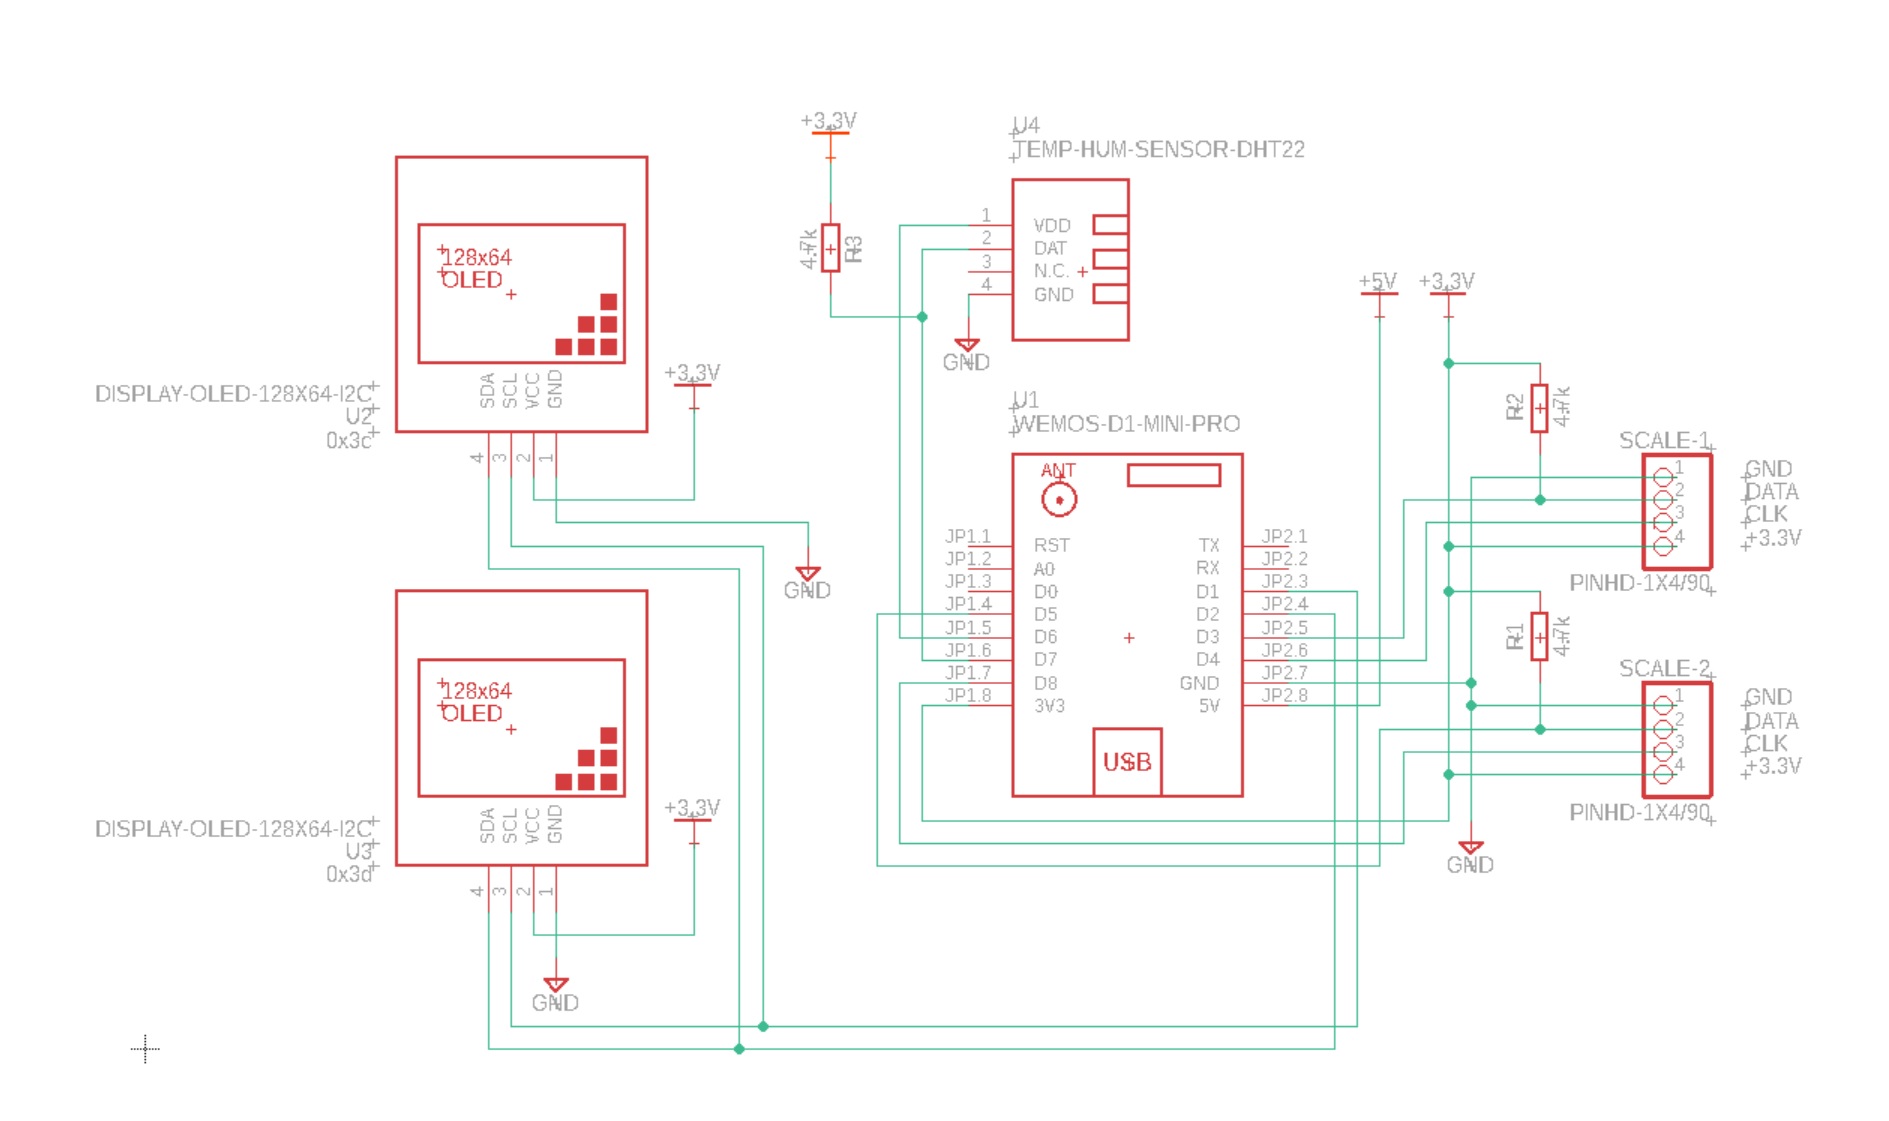 +3.3V
4.7k
R3
U4
TEMP-HUM-SENSOR-DHT22
1 VDD
2 DAT
3 N.C.
4 GND
GND
128x64
OLED
SDA
SCL
VCC
GND
4
3
2
1
DISPLAY-OLED-128X64-I2C
U2
0x3c
+3.3V
GND
128x64
OLED
SDA
SCL
VCC
GND
4
3
2
1
DISPLAY-OLED-128X64-I2C
U3
0x3d
+3.3V
GND
U1
WEMOS-D1-MINI-PRO
ANT
JP1.1 RST TX JP2.1
JP1.2 A0 RX JP2.2
JP1.3 D0 D1 JP2.3
JP1.4 D5 D2 JP2.4
JP1.5 D6 D3 JP2.5
JP1.6 D7 D4 JP2.6
JP1.7 D8 GND JP2.7
JP1.8 3V3 5V JP2.8
USB
+5V
+3.3V
R2
4.7k
SCALE-1
1 GND
2 DATA
3 CLK
4 +3.3V
PINHD-1X4/90
R1
4.7k
SCALE-2
1 GND
2 DATA
3 CLK
4 +3.3V
PINHD-1X4/90
GND